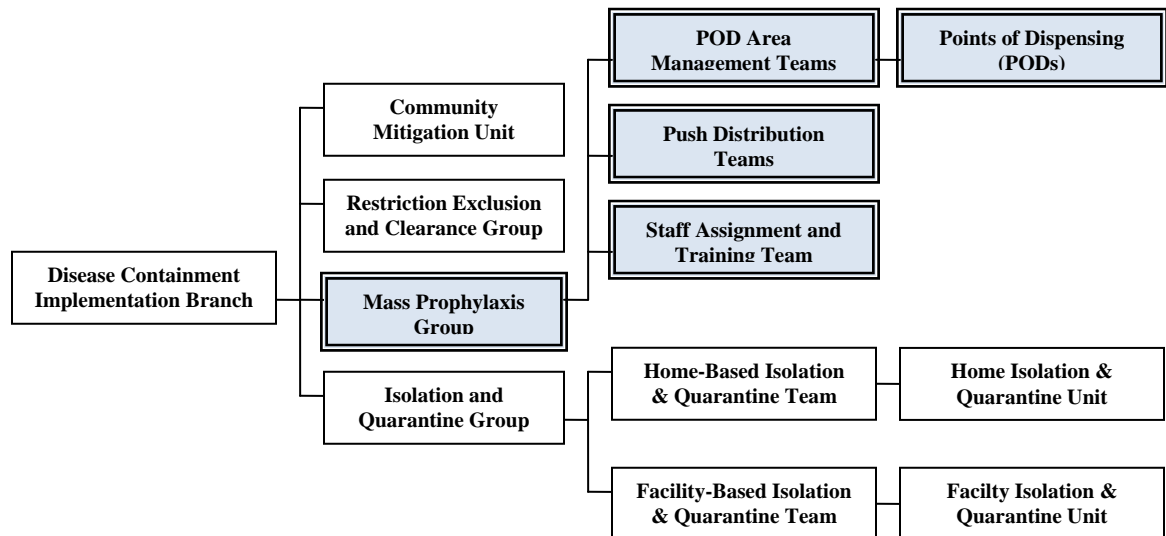 POD Area
Management Teams
Points of Dispensing
(PODs)
Community
Mitigation Unit
Push Distribution
Teams
Restriction Exclusion
and Clearance Group
Staff Assignment and
Training Team
Disease Containment
Implementation Branch
Mass Prophylaxis
Group
Isolation and
Quarantine Group
Home-Based Isolation
& Quarantine Team
Home Isolation &
Quarantine Unit
Facility-Based Isolation
& Quarantine Team
Facilty Isolation &
Quarantine Unit